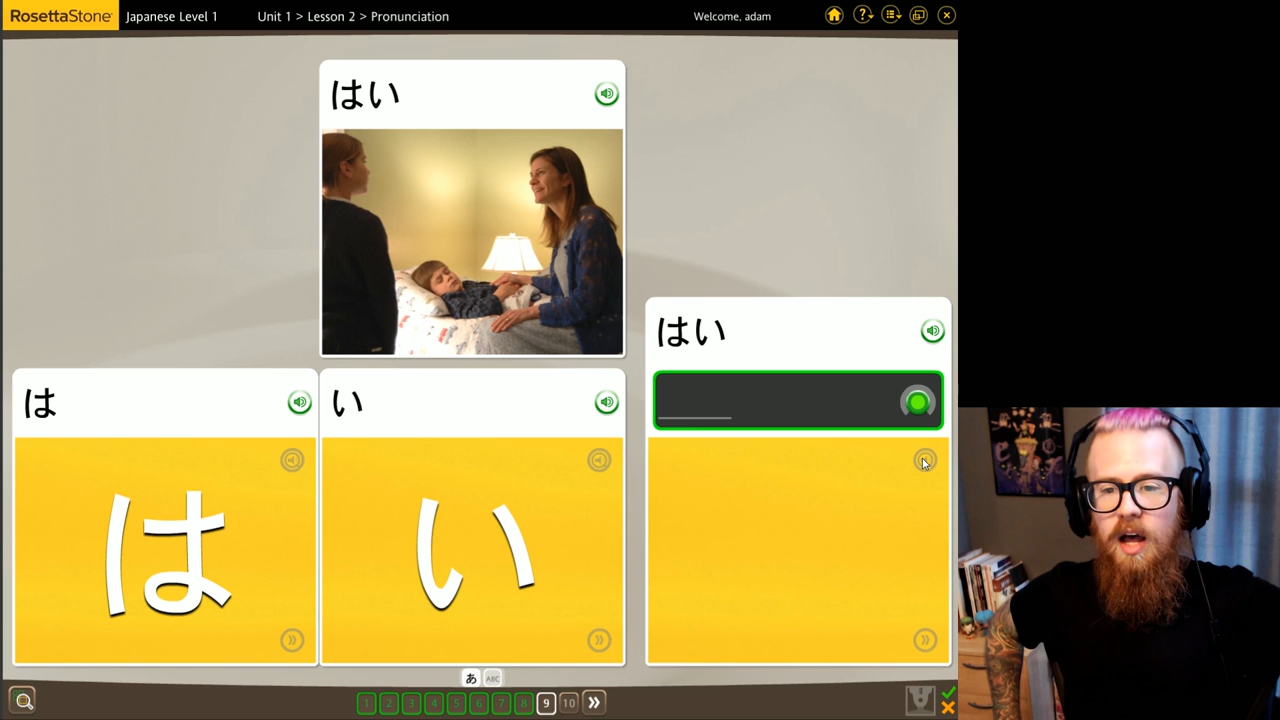 RosettaStone Japanese Level 1 Unit 1 > Lesson 2 > Pronunciation Welcome, adam
はい
はい
は
い
は
い
あ ABC
1 2 3 4 5 6 7 8 9 10